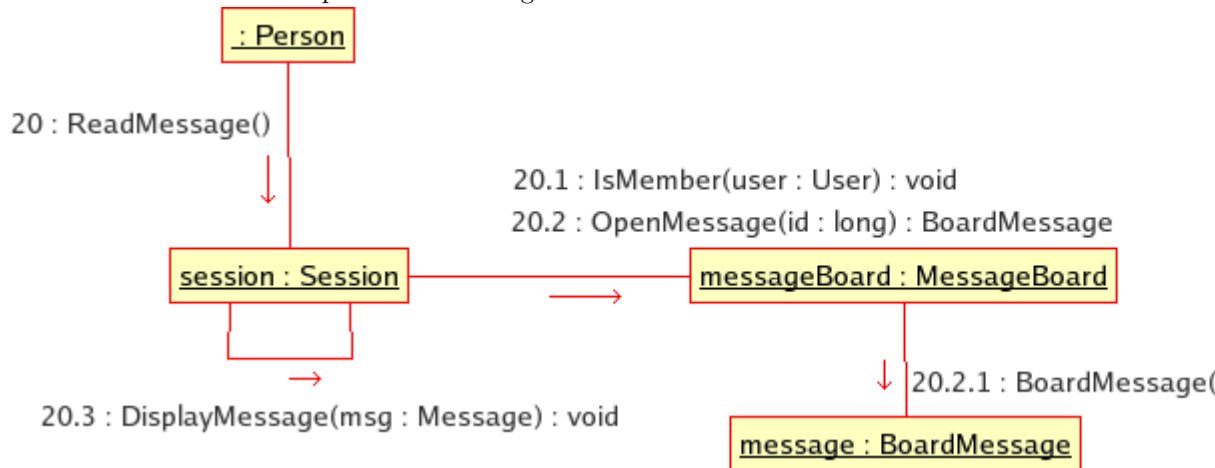 : Person
20 : ReadMessage()
20.1 : IsMember(user : User) : void
20.2 : OpenMessage(id : long) : BoardMessage
session : Session
messageBoard : MessageBoard
20.2.1 : BoardMessage(
20.3 : DisplayMessage(msg : Message) : void
message : BoardMessage